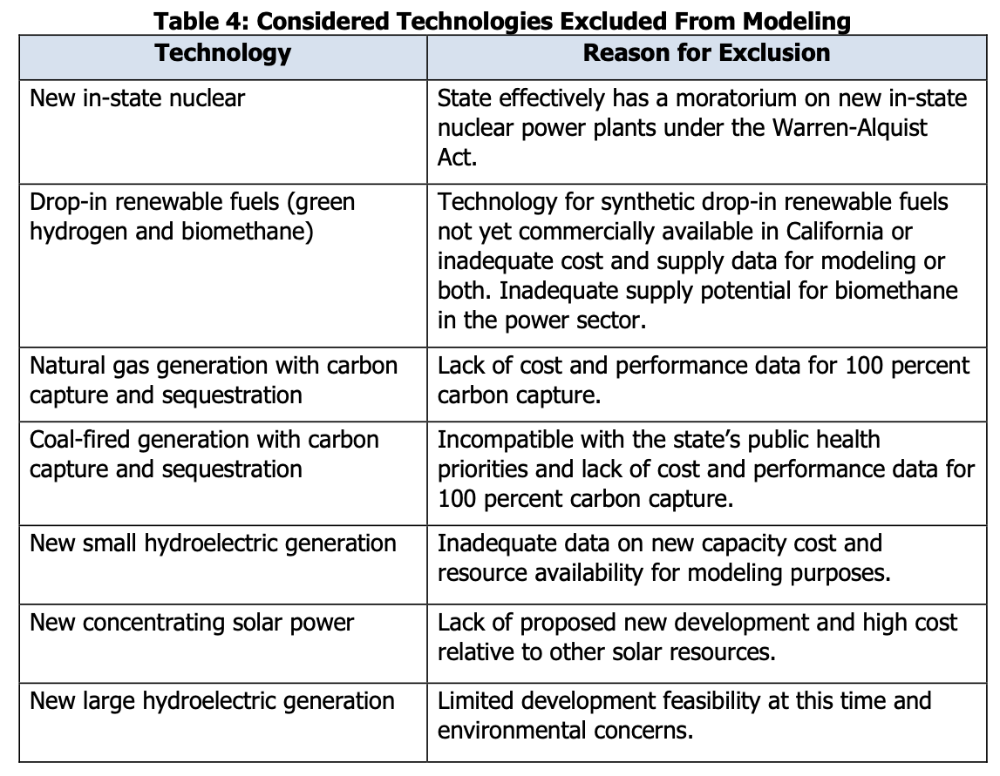 Table 4: Considered Technologies Excluded From Modeling
Technology
Reason for Exclusion
New in-state nuclear
State effectively has a moratorium on new in-state
nuclear power plants under the Warren-Alquist
Act.
Drop-in renewable fuels (green
hydrogen and biomethane)
Technology for synthetic drop-in renewable fuels
not yet commercially available in California or
inadequate cost and supply data for modeling or
both. Inadequate supply potential for biomethane
in the power sector.
Natural gas generation with carbon
capture and sequestration
Lack of cost and performance data for 100 percent
carbon capture.
Coal-fired generation with carbon
capture and sequestration
Incompatible with the state’s public health
priorities and lack of cost and performance data for
100 percent carbon capture.
New small hydroelectric generation
Inadequate data on new capacity cost and
resource availability for modeling purposes.
New concentrating solar power
Lack of proposed new development and high cost
relative to other solar resources.
New large hydroelectric generation
Limited development feasibility at this time and
environmental concerns.